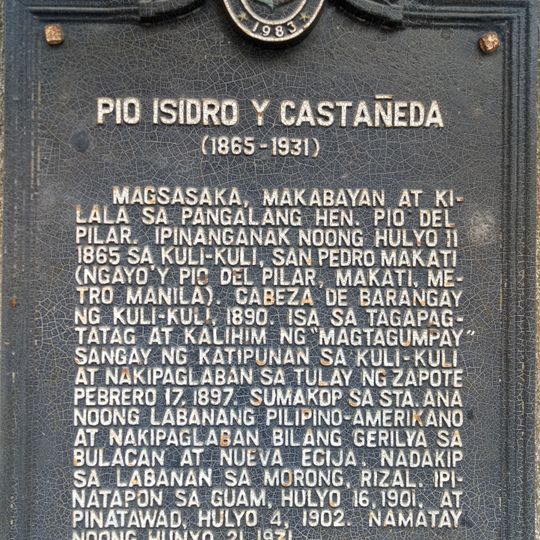 1983
PIO ISIDRO Y CASTAÑEDA
(1865-1931)
MAGSASAKA, MAKABAYAN AT KI-
LALA SA PANGALANG HEN. PIO DEL
PILAR. IPINANGANAK NOONG HULYO 11
1865 SA KULI-KULI, SAN PEDRO MAKATI
(NGAYO'Y PIO DEL PILAR, MAKATI, ME-
TRO MANILA). CABEZA DE BARANGAY
NG KULI-KULI, 1890. ISA SA TAGAPAG-
TATAG AT KALIHIM NG "MAGTAGUMPAY"
SANGAY NG KATIPUNAN SA KULI-KULI
AT NAKIPAGLABAN SA TULAY NG ZAPOTE
PEBRERO 17, 1897. SUMAKOP SA STA. ANA
NOONG LABANANG PILIPINO-AMERIKANO
AT NAKIPAGLABAN BILANG GERILYA SA
BULACAN AT NUEVA ECIJA. NADAKIP
SA LABANAN SA MORONG, RIZAL. IPI-
NATAPON SA GUAM, HULYO 16, 1901. AT
PINATAWAD, HULYO 4, 1902. NAMATAY
NOONG HUNYO 21, 1931.